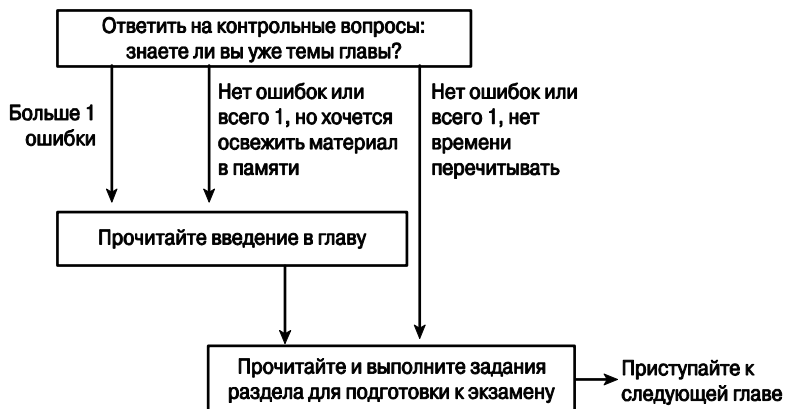 Ответить на контрольные вопросы:
знаете ли вы уже темы главы?
Больше 1
ошибки
Нет ошибок или
всего 1, но хочется
освежить материал
в памяти
Нет ошибок или
всего 1, нет
времени
перечитывать
Прочитайте введение в главу
Прочитайте и выполните задания
раздела для подготовки к экзамену
Приступайте к
следующей главе